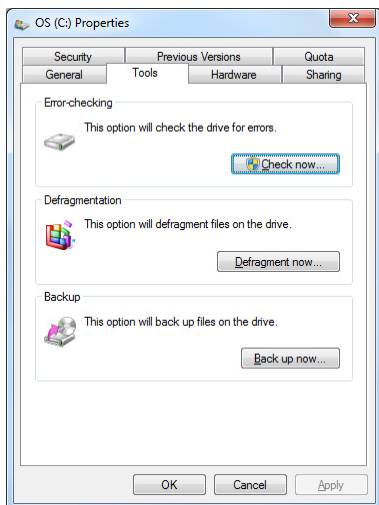 OS (C:) Properties
Security Previous Versions Quota
General Tools Hardware Sharing
Error-checking
This option will check the drive for errors.
Check now...
Defragmentation
This option will defragment files on the drive.
Defragment now...
Backup
This option will back up files on the drive.
Back up now...
OK Cancel Apply